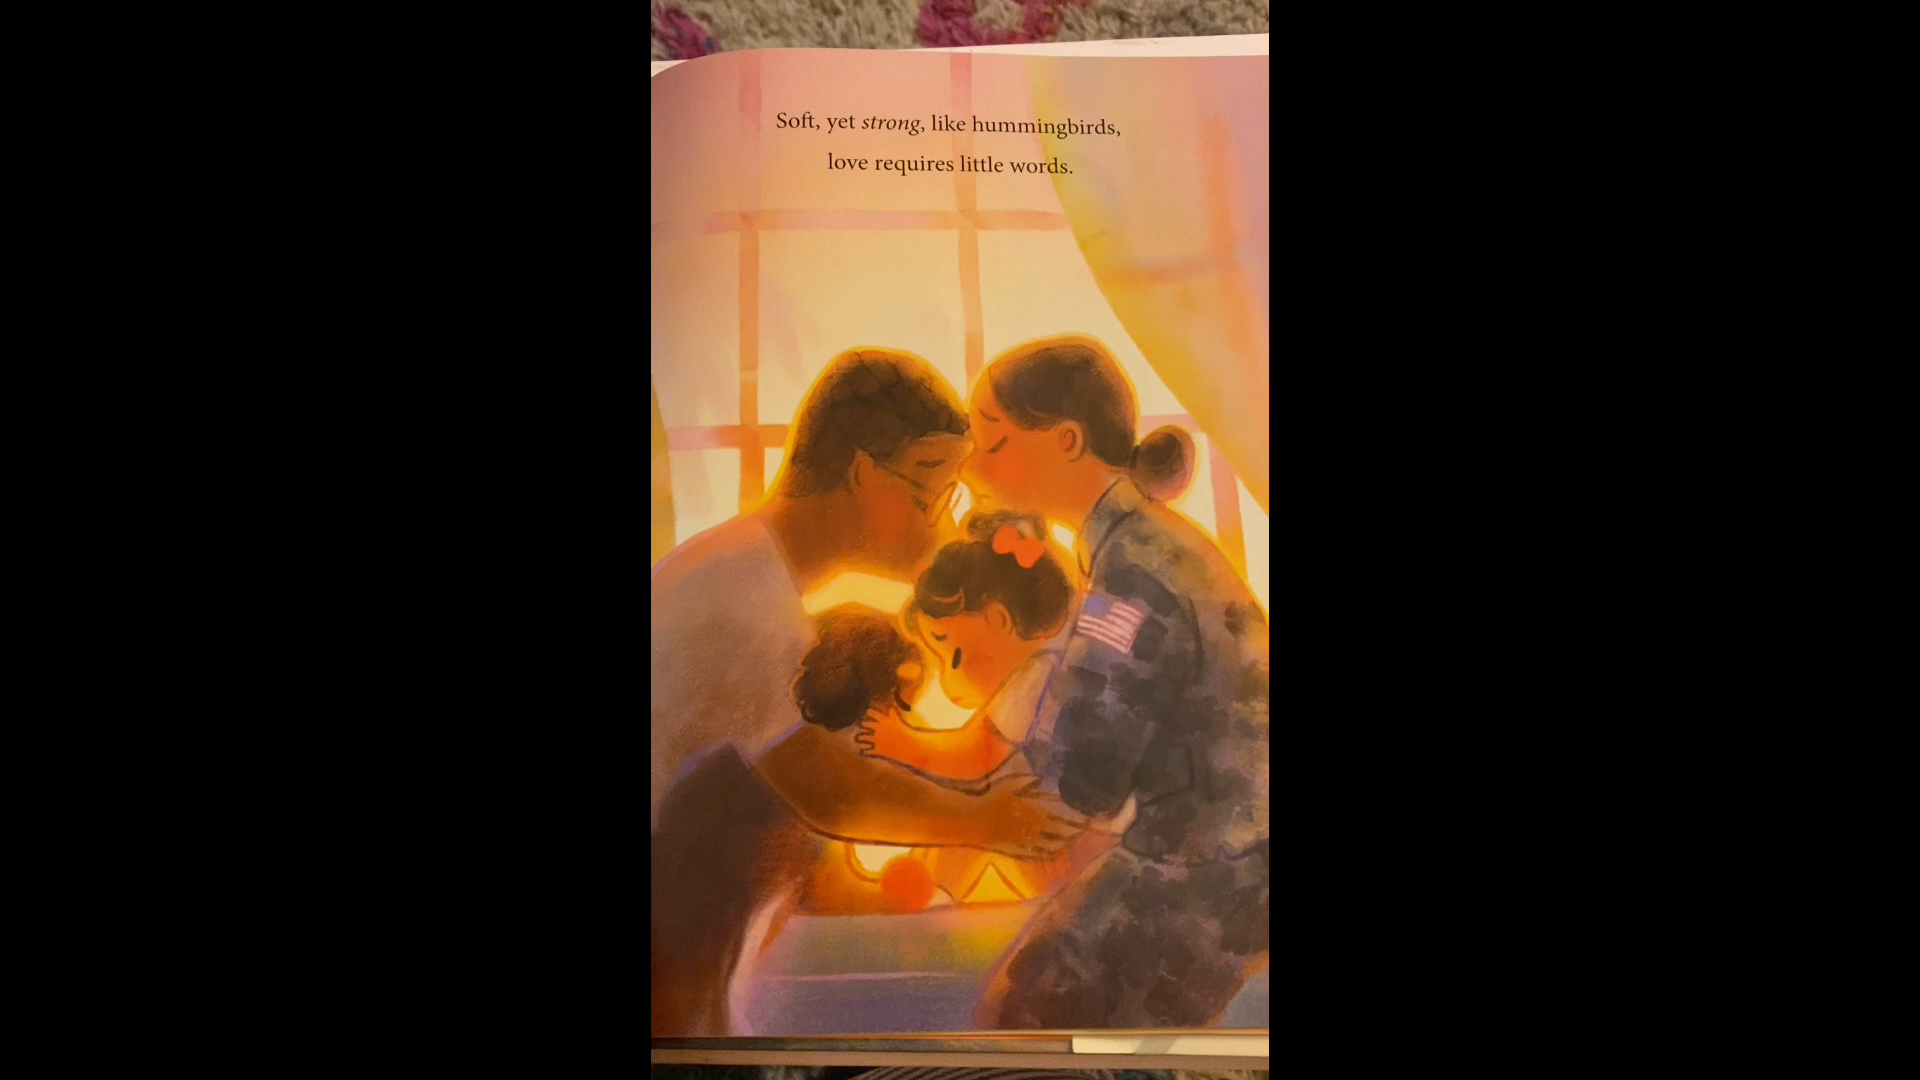 Soft, yet strong, like hummingbirds,
love requires little words.